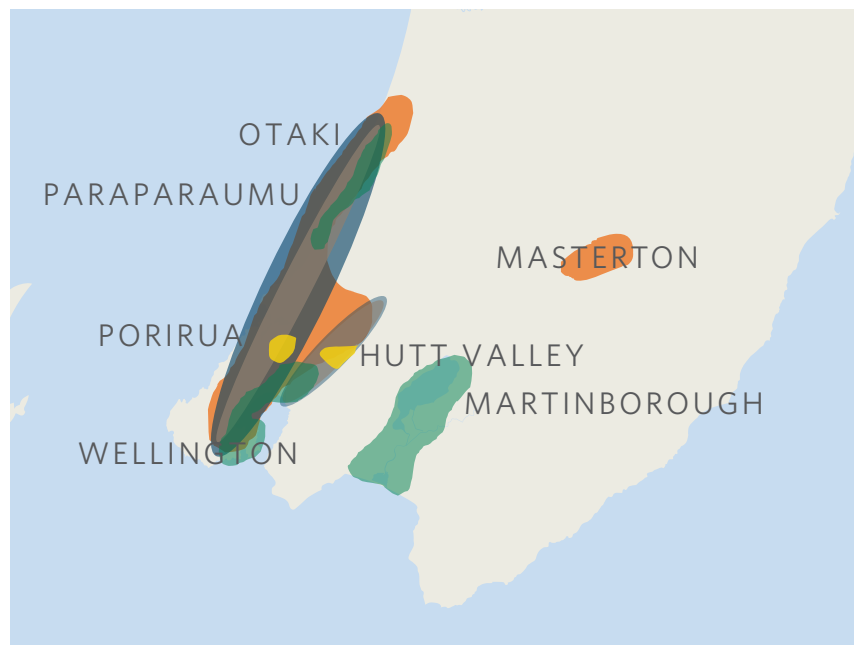 OTAKI
PARAPARAUMU
MASTERTON
PORIRUA
HUTT VALLEY
MARTINBOROUGH
WELLINGTON